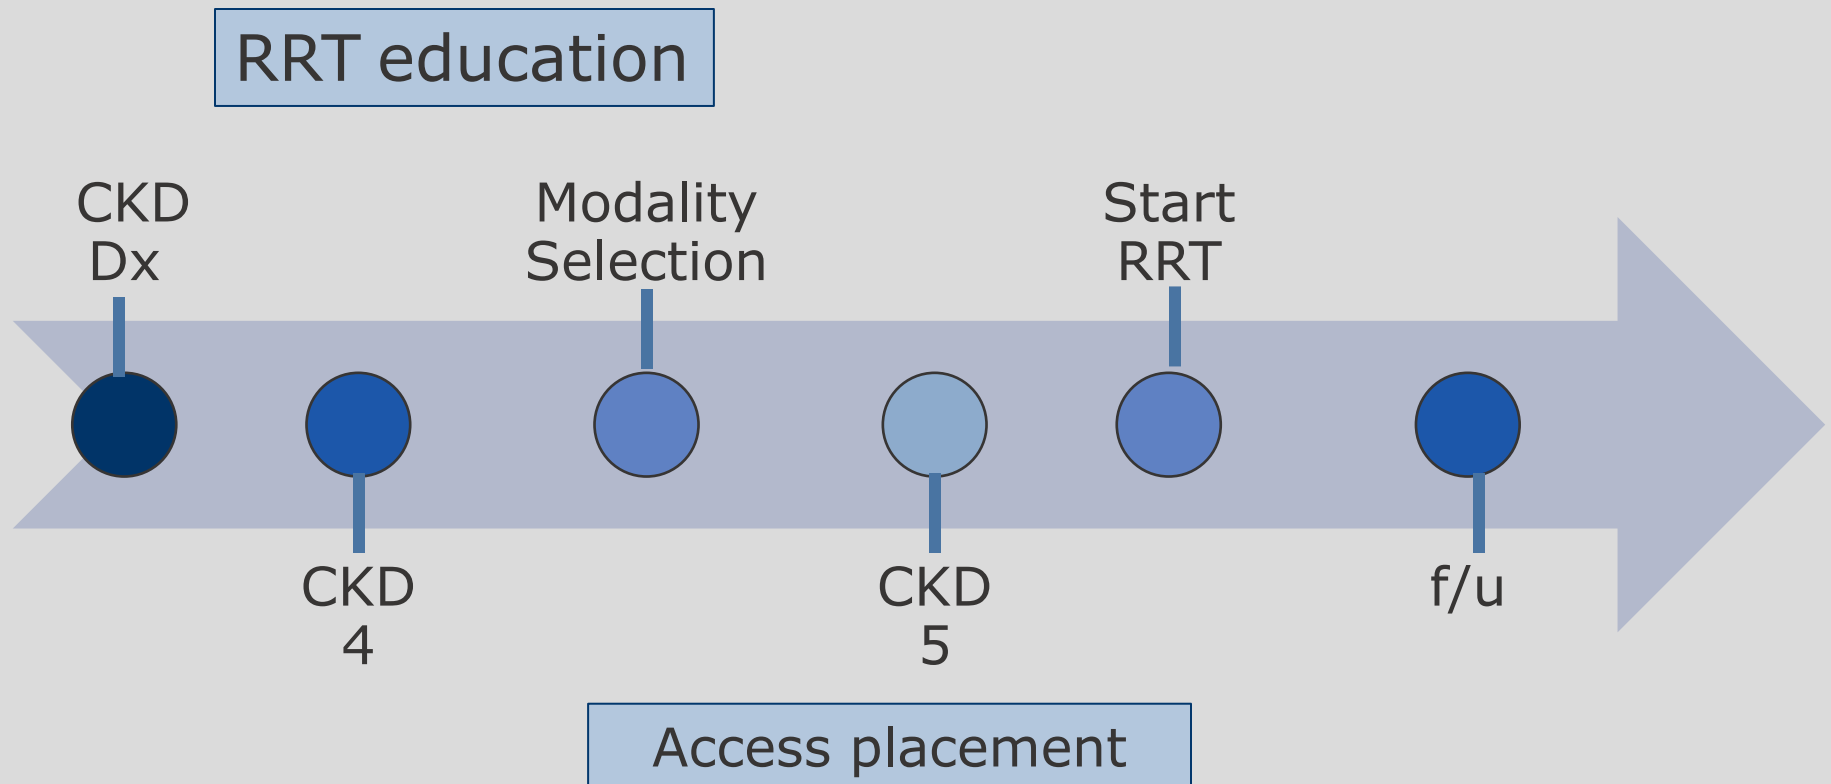 RRT education
CKD
Dx
Modality
Selection
Start
RRT
CKD
4
CKD
5
f/u
Access placement